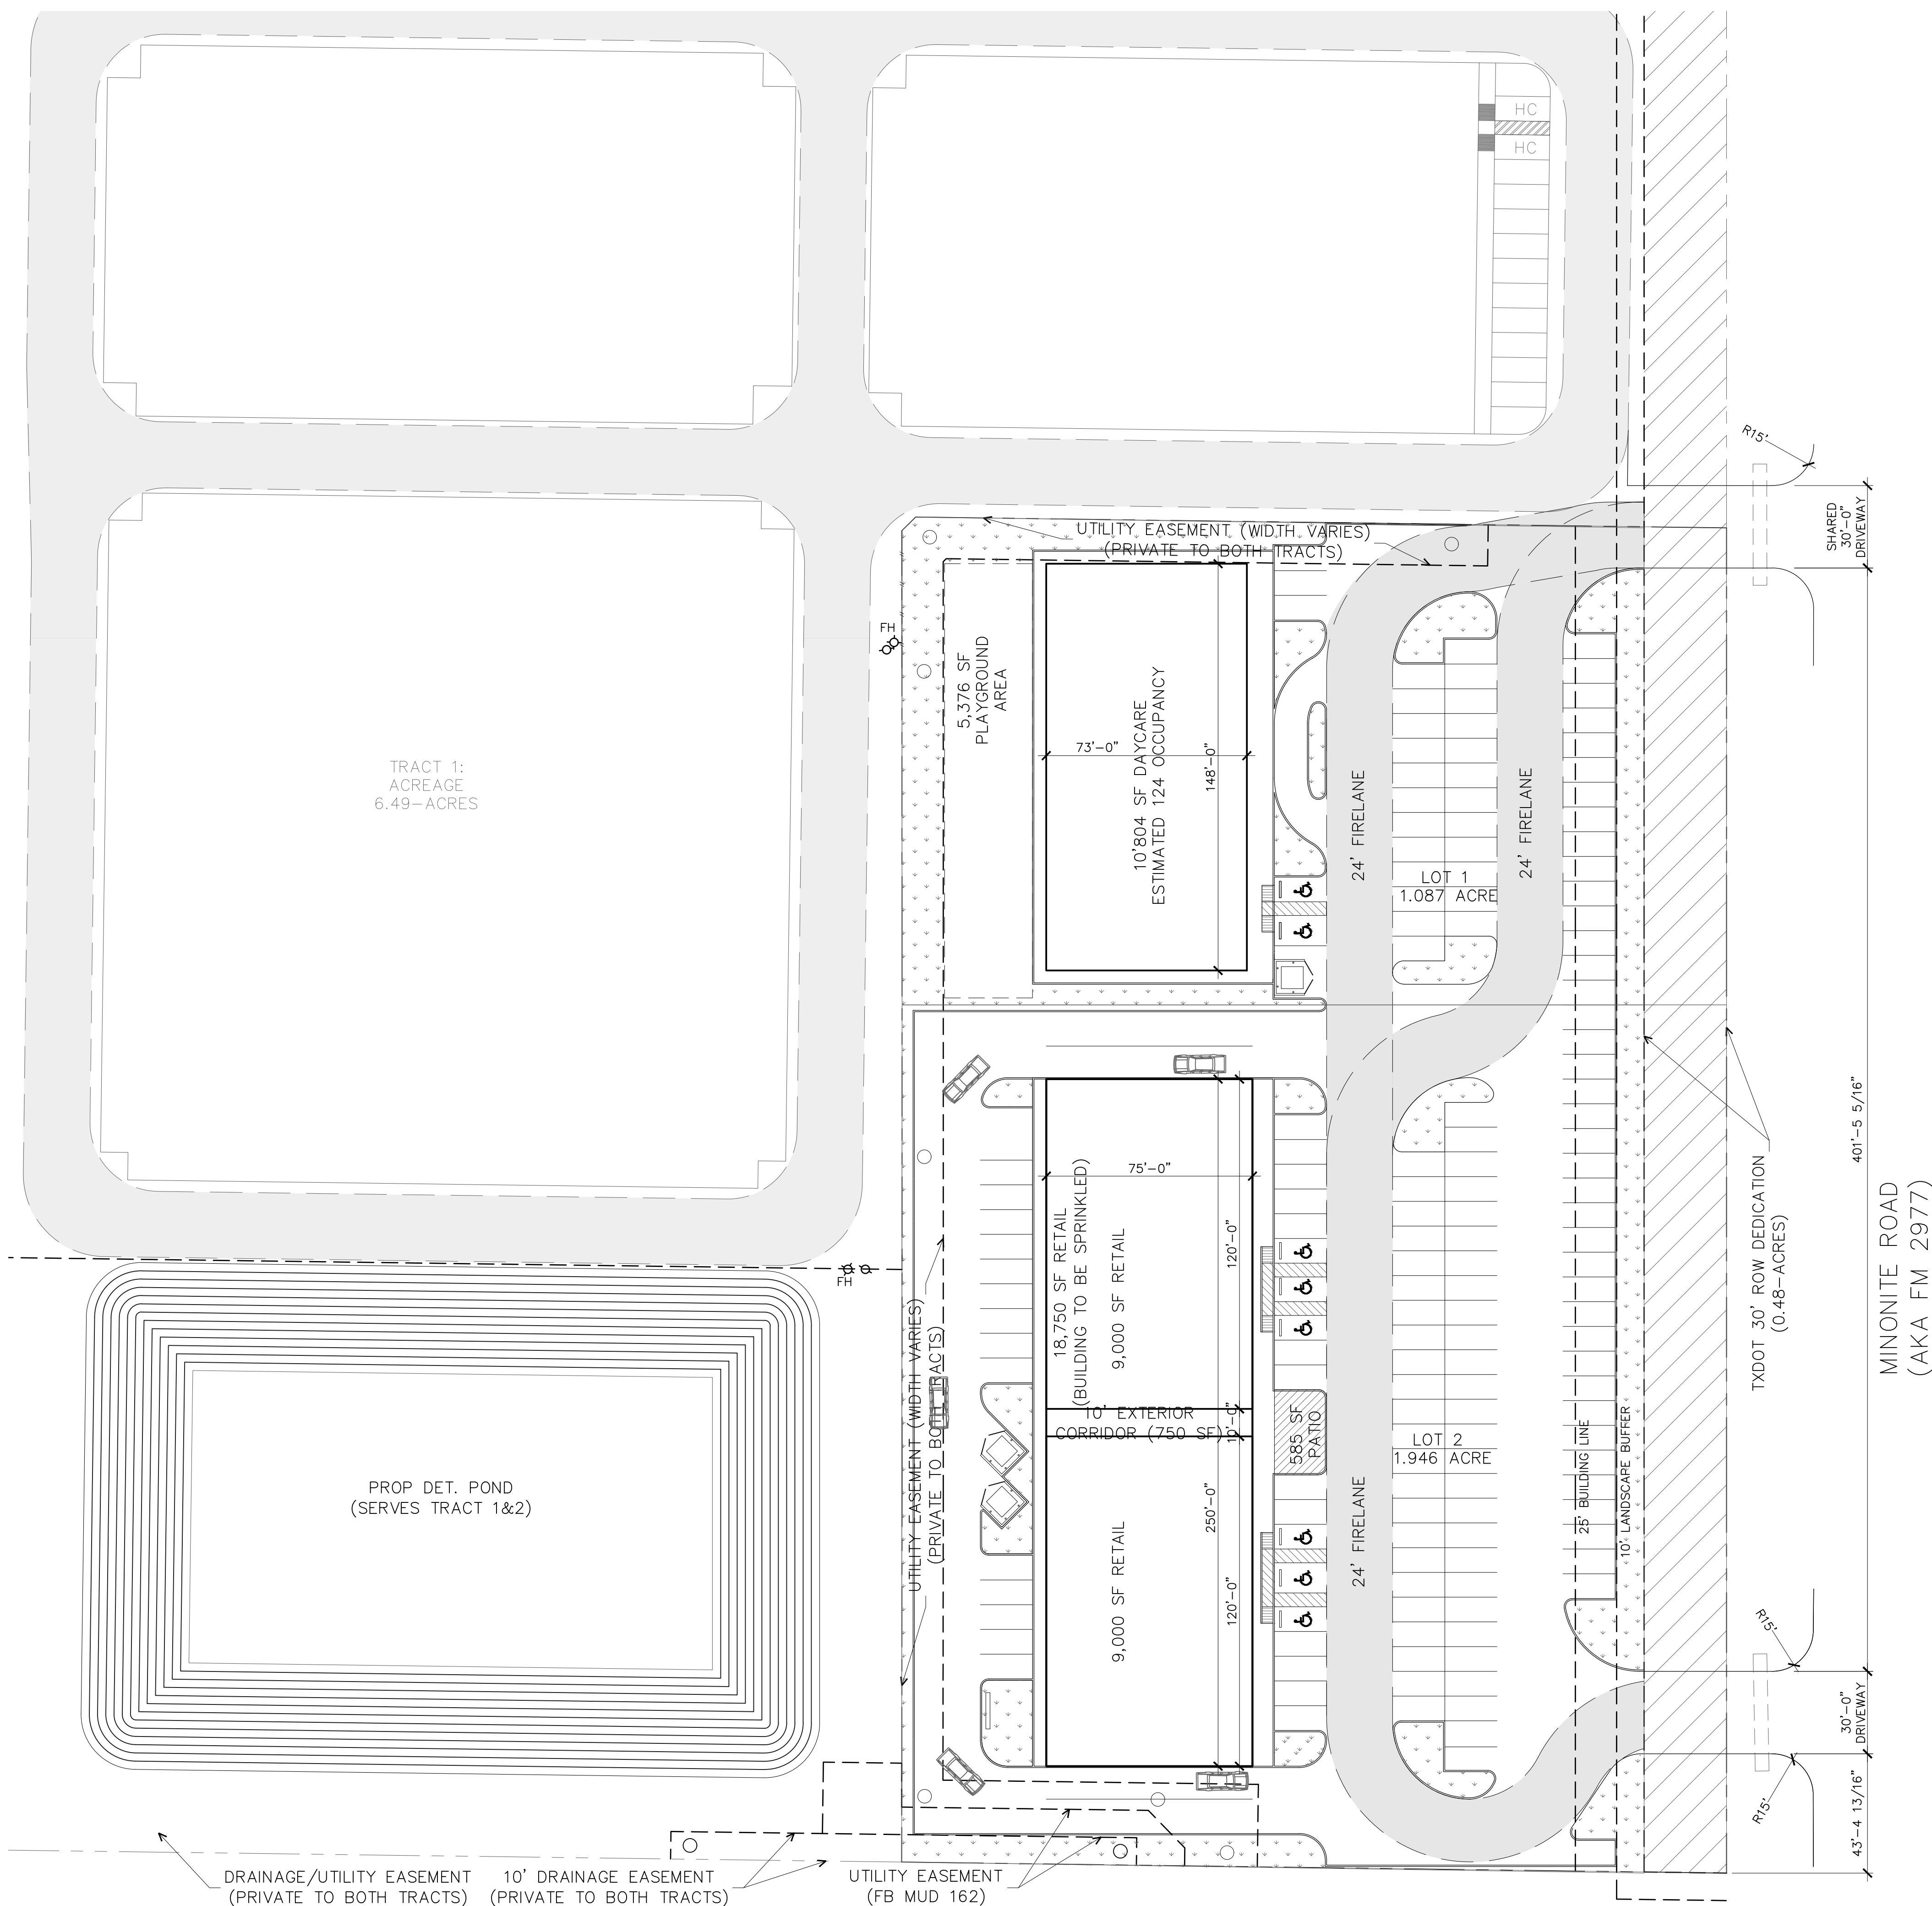 HC
HC
R15'
SHARED
30'-0"
DRIVEWAY
UTILITY EASEMENT (WIDTH VARIES)
(PRIVATE TO BOTH TRACTS)
FH
5,376 SF
PLAYGROUND
AREA
73'-0"
10'804 SF DAYCARE
ESTIMATED 124 OCCUPANCY
148'-0"
24' FIRELANE
24' FIRELANE
TRACT 1:
ACREAGE
6.49-ACRES
LOT 1
1.087 ACRE
75'-0"
18,750 SF RETAIL
(BUILDING TO BE SPRINKLED)
9,000 SF RETAIL
120'-0"
401'-5 5/16"
TXDOT 30' ROW DEDICATION
(0.48-ACRES)
MINONITE ROAD
(AKA FM 2977)
FH
UTILITY EASEMENT (WIDTH VARIES)
(PRIVATE TO BOTH TRACTS)
10' EXTERIOR
CORRIDOR (750 SF)
10'-0"
585 SF
PATIO
LOT 2
1.946 ACRE
25' BUILDING LINE
10' LANDSCAPE BUFFER
PROP DET. POND
(SERVES TRACT 1&2)
9,000 SF RETAIL
250'-0"
120'-0"
24' FIRELANE
R15'
30'-0"
DRIVEWAY
R15'
43'-4 13/16"
DRAINAGE/UTILITY EASEMENT
(PRIVATE TO BOTH TRACTS)
10' DRAINAGE EASEMENT
(PRIVATE TO BOTH TRACTS)
UTILITY EASEMENT
(FB MUD 162)